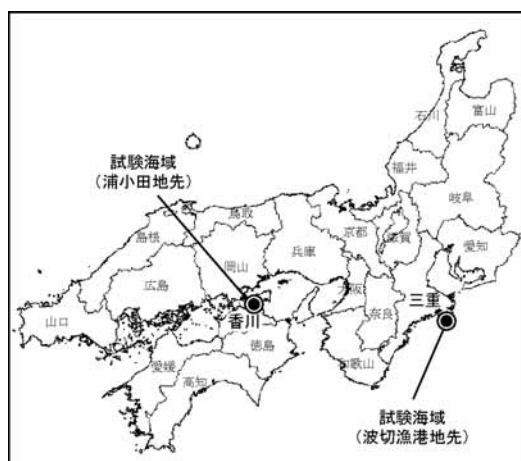 石川
富山
試験海域
(浦小田地先)
福井
岐阜
鳥取
島根
京都
滋賀
兵庫
愛知
岡山
広島
大阪
三重
山口
香川
奈良
徳島
和歌山
愛媛
高知
試験海域
(波切漁港地先)